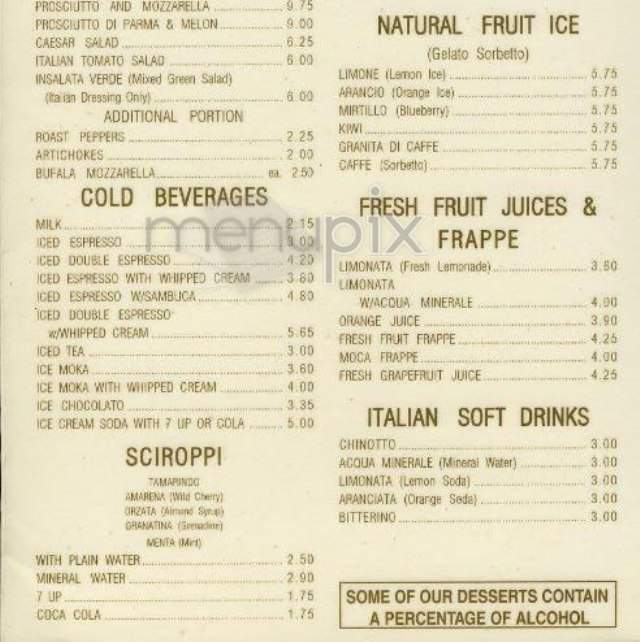 PROSCIUTTO AND MOZZARELLA 9.75
PROSCIUTTO DI PARMA & MELON 9.00
CAESAR SALAD 6.25
ITALIAN TOMATO SALAD 6 00
INSALATA VERDE (Mixed Green Salad)
(Italian Dressing Only) 6 00
ADDITIONAL PORTION
ROAST PEPPERS 2 25
ARTICHOKES 2 00
BUFALA MOZZARELLA ea. 2 50
COLD BEVERAGES
MILK 2 15
ICED ESPRESSO 3.00
ICED DOUBLE ESPRESSO 4 20
ICED ESPRESSO WITH WHIPPED CREAM 3 80
ICED ESPRESSO W/SAMBUCA 4 80
ICED DOUBLE ESPRESSO
w/WHIPPED CREAM 5.65
ICED TEA 3.00
ICE MOKA 3.60
ICE MOKA WITH WHIPPED CREAM 4.00
ICE CHOCOLATO 3.35
ICE CREAM SODA WITH 7 UP OR COLA 5.00
SCIROPPI
TAMARINDO
AMARENA (Wild Cherry)
ORZATA (Almond Syrup)
GRANATINA (Grenadine)
MENTA (Mint)
WITH PLAIN WATER 2.50
MINERAL WATER 2.90
7 UP 1.75
COCA COLA 1.75
NATURAL FRUIT ICE
(Gelato Sorbetto)
LIMONE (Lemon Ice) 5.75
ARANCIO (Orange Ice) 5.75
MIRTILLO (Blueberry) 5.75
KIWI 5.75
GRANITA DI CAFFE 5.75
CAFFE (Sorbetto) 5.75
FRESH FRUIT JUICES &
FRAPPE
LIMONATA (Fresh Lemonade) 3.80
LIMONATA
W/ACQUA MINERALE 4.00
ORANGE JUICE 3.90
FRESH FRUIT FRAPPE 4.25
MOCA FRAPPE 4.00
FRESH GRAPEFRUIT JUICE 4.25
ITALIAN SOFT DRINKS
CHINOTTO 3.00
ACQUA MINERALE (Mineral Water) 3.00
LIMONATA (Lemon Soda) 3.00
ARANCIATA (Orange Soda) 3.00
BITTERINO 3.00
SOME OF OUR DESSERTS CONTAIN
A PERCENTAGE OF ALCOHOL
menupix